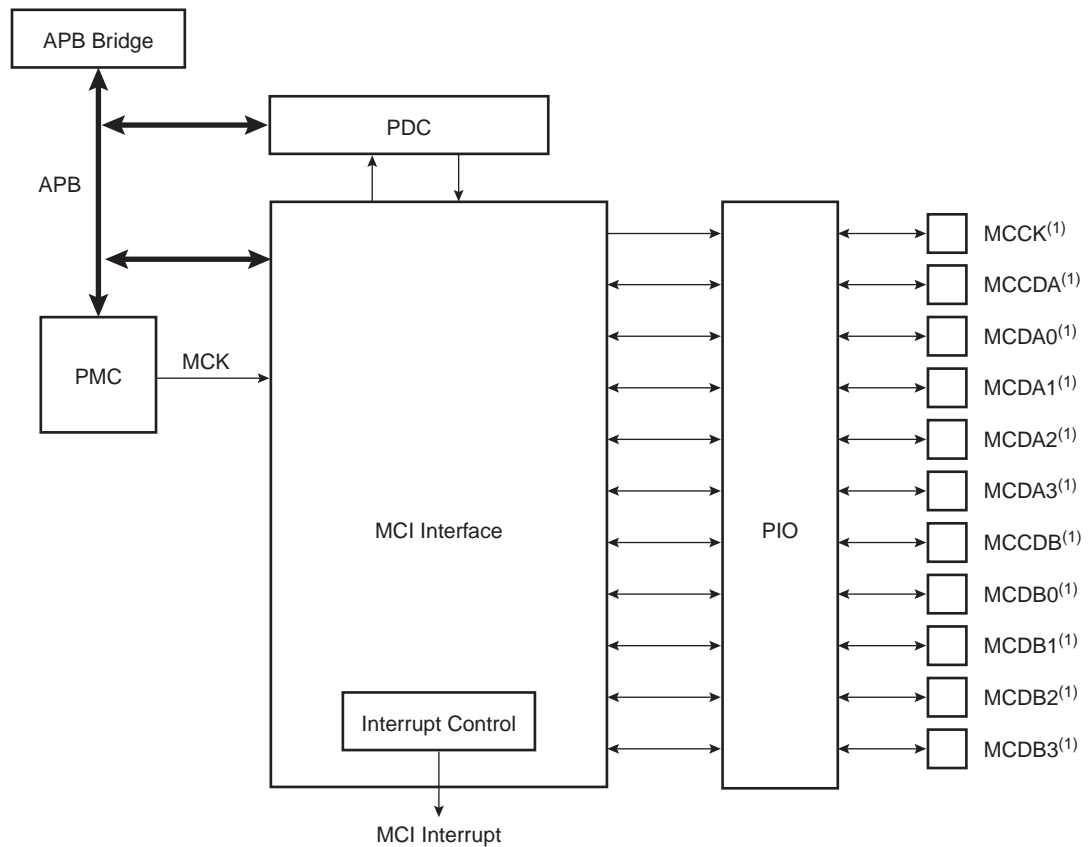 APB Bridge
PDC
APB
MCCK(1)
MCCDA(1)
MCDA0(1)
PMC
MCK
MCDA1(1)
MCDA2(1)
MCDA3(1)
MCI Interface
PIO
MCCDB(1)
MCDB0(1)
MCDB1(1)
MCDB2(1)
Interrupt Control
MCDB3(1)
MCI Interrupt